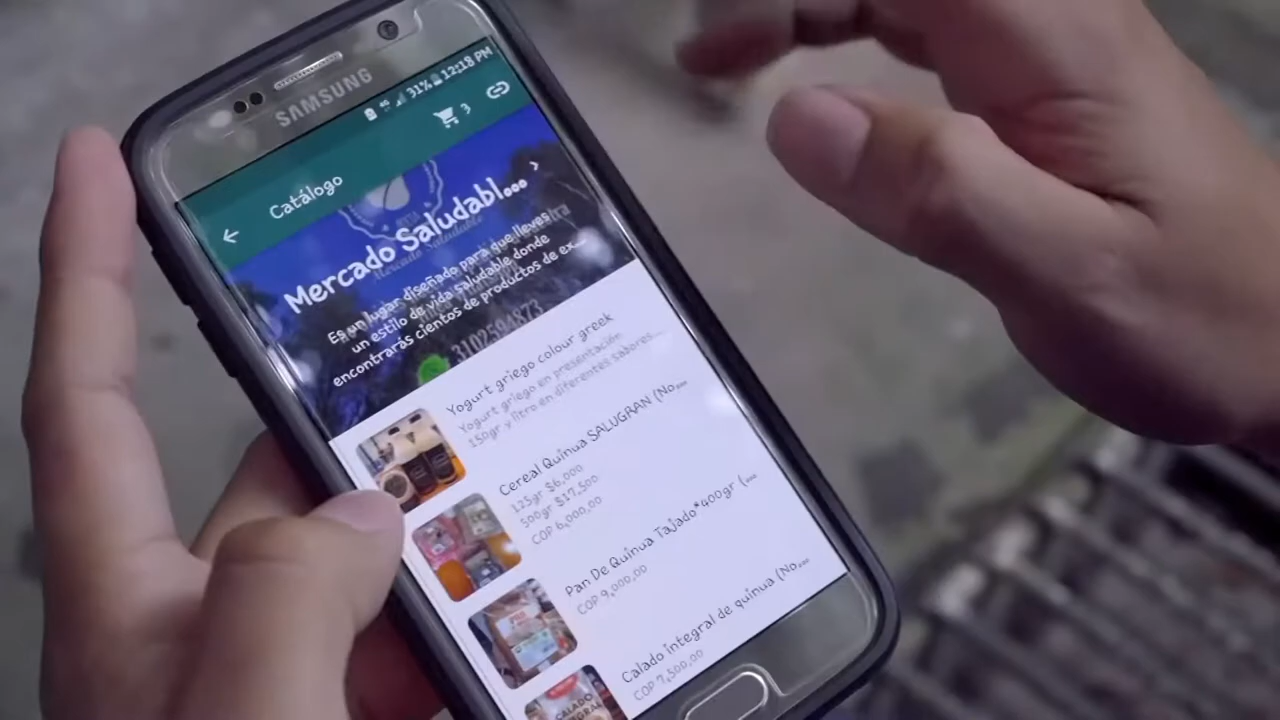 SAMSUNG
31% 12:18 PM
3
Catálogo
Mercado Saludabl...
Es un lugar diseñado para que lleves
un estilo de vida saludable donde
encontrarás cientos de productos de ex...
3102594873
Yogurt griego colour greek
Yogurt griego en presentación
150gr y litro en diferentes sabores...
Cereal Quinua SALUGRAN (No...
125gr $6,000
500gr $17,500
COP 6,000,00
Pan De Quinua Tajado*400gr (...
COP 9,000,00
Calado integral de quinua (No...
COP 7,500,00
CALADO